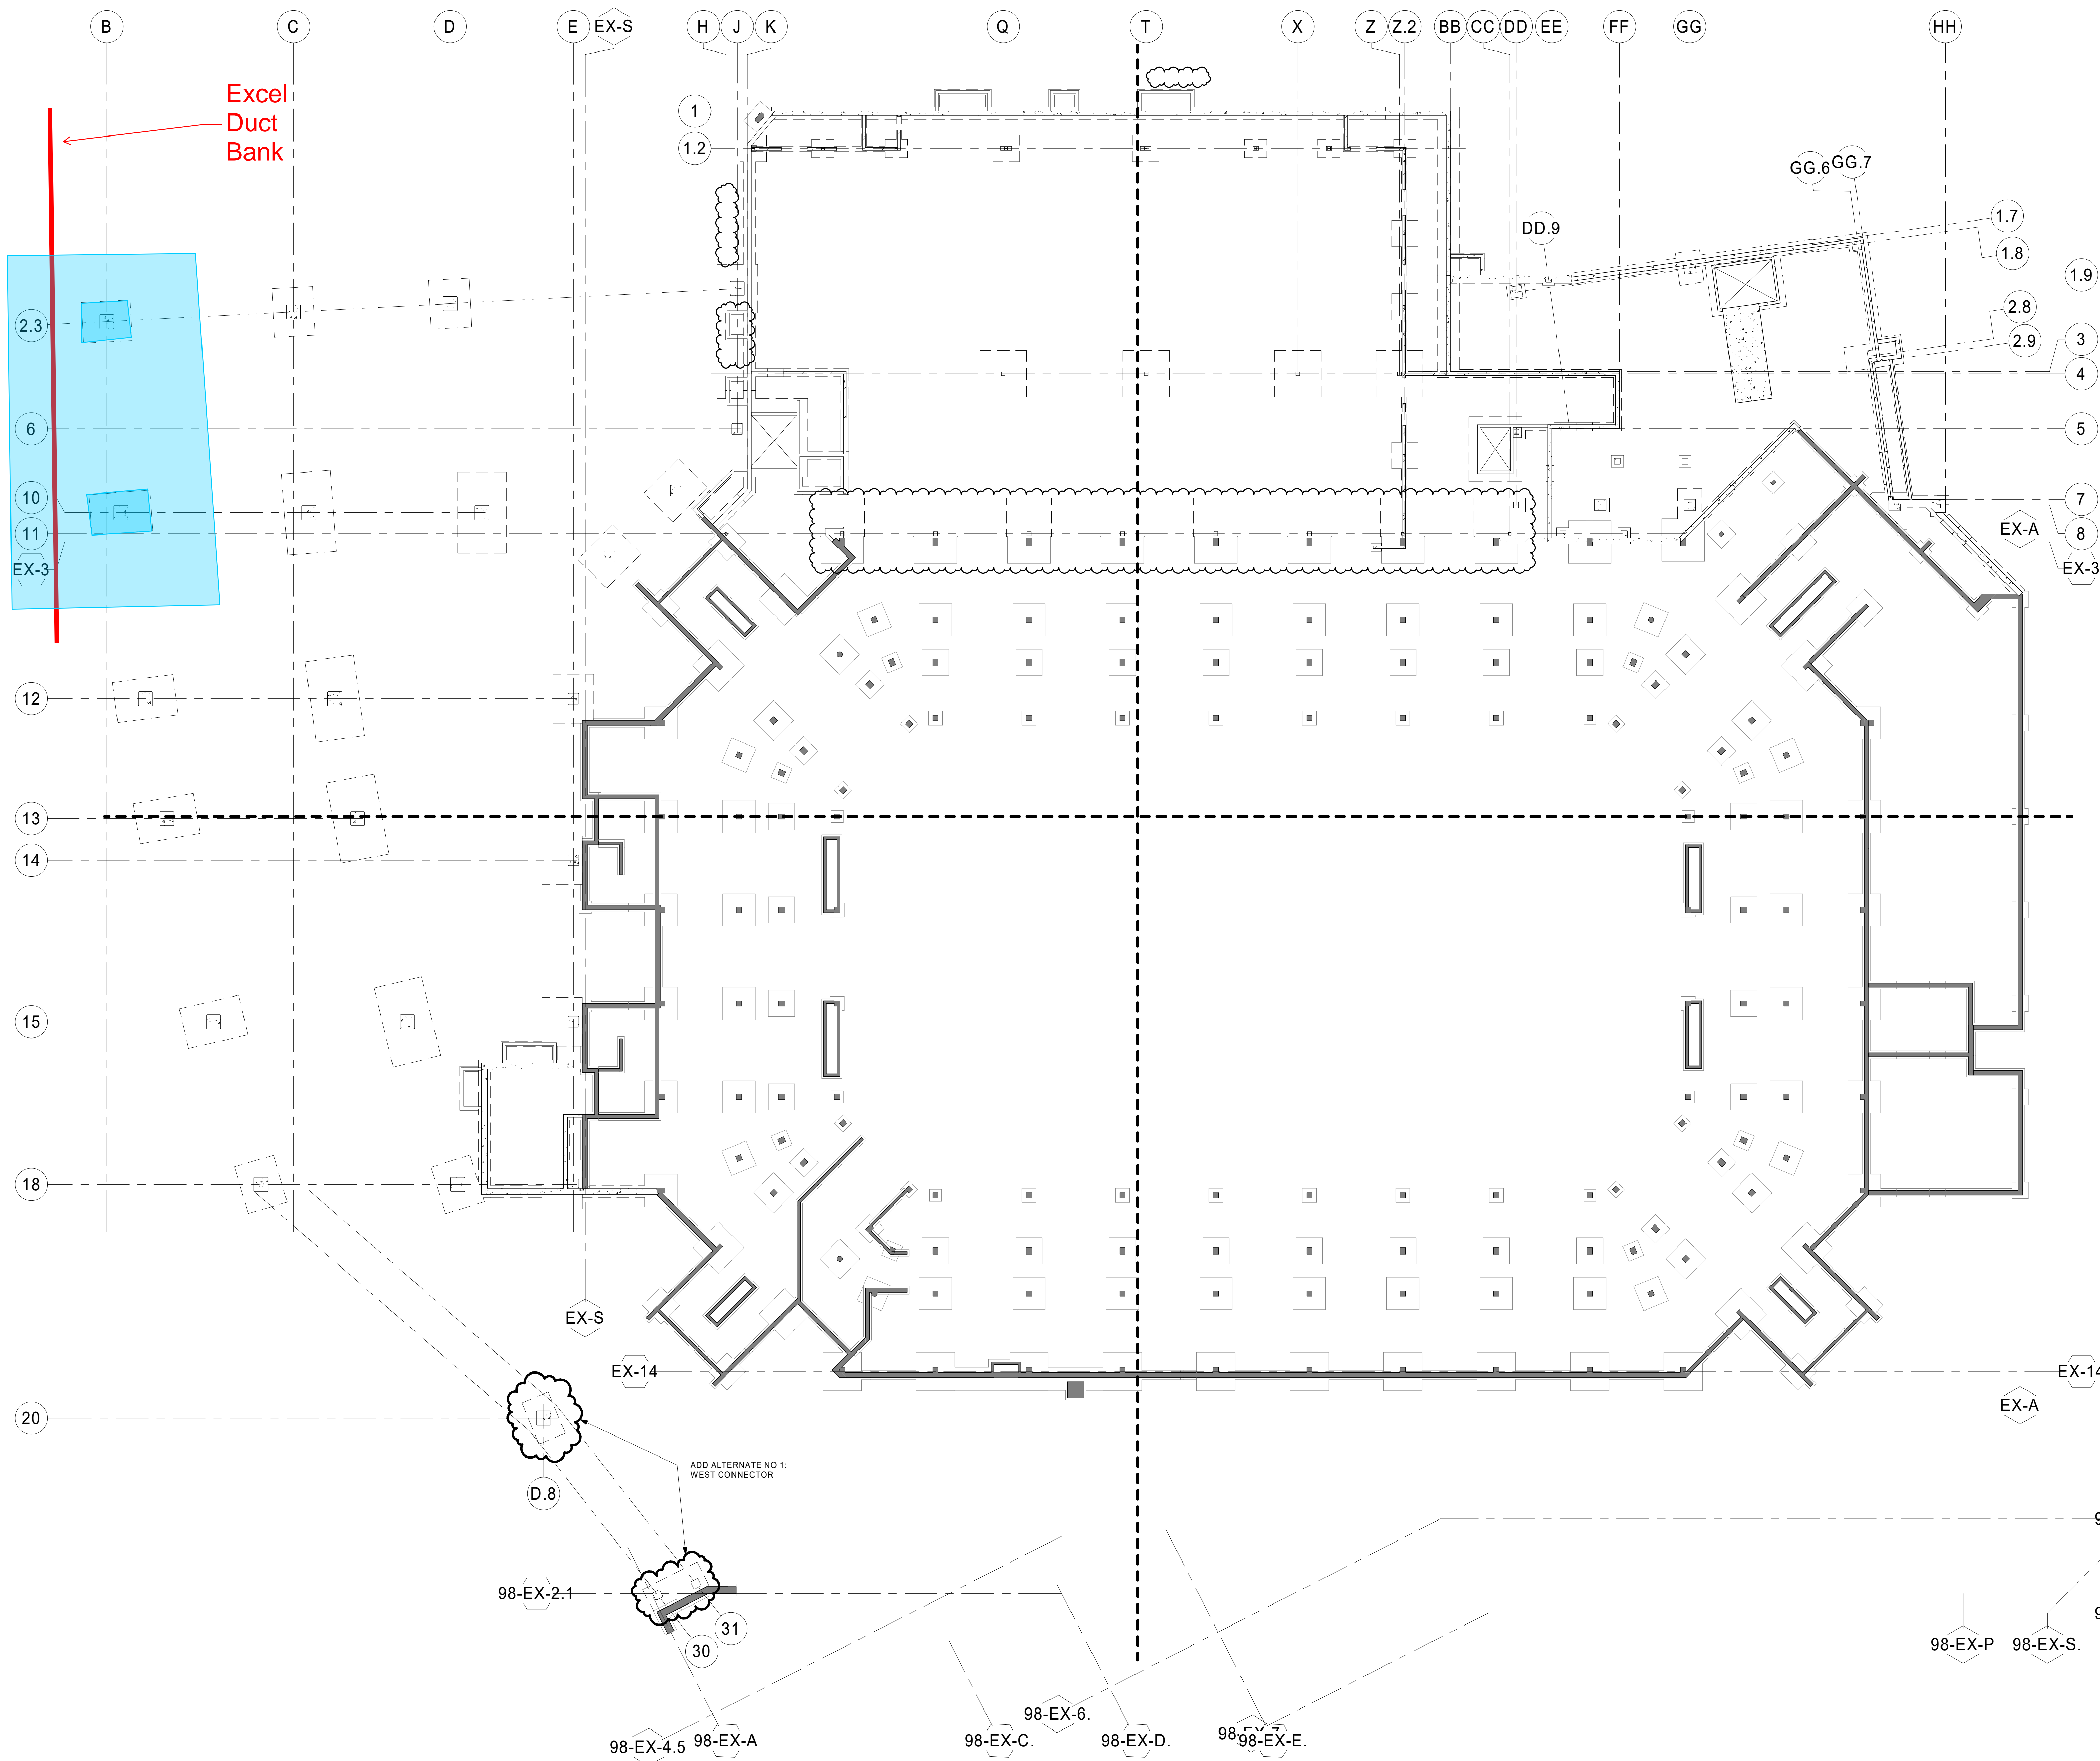 B
C
D
E
EX-S
H
J
K
Q
T
X
Z
Z.2
BB
CC
DD
EE
FF
GG
HH
Excel
Duct
Bank
1
1.2
GG.6
GG.7
DD.9
1.7
1.8
1.9
2.3
2.8
2.9
3
4
6
5
10
7
11
EX-A
8
EX-3
EX-3
12
13
14
15
18
EX-S
EX-14
EX-14
EX-A
20
ADD ALTERNATE NO 1:
WEST CONNECTOR
D.8
98-EX-2.1
31
30
98-EX-P
98-EX-S.
98-EX-6.
98-EX-4.5
98-EX-A
98-EX-C.
98-EX-D.
98-EX-E.